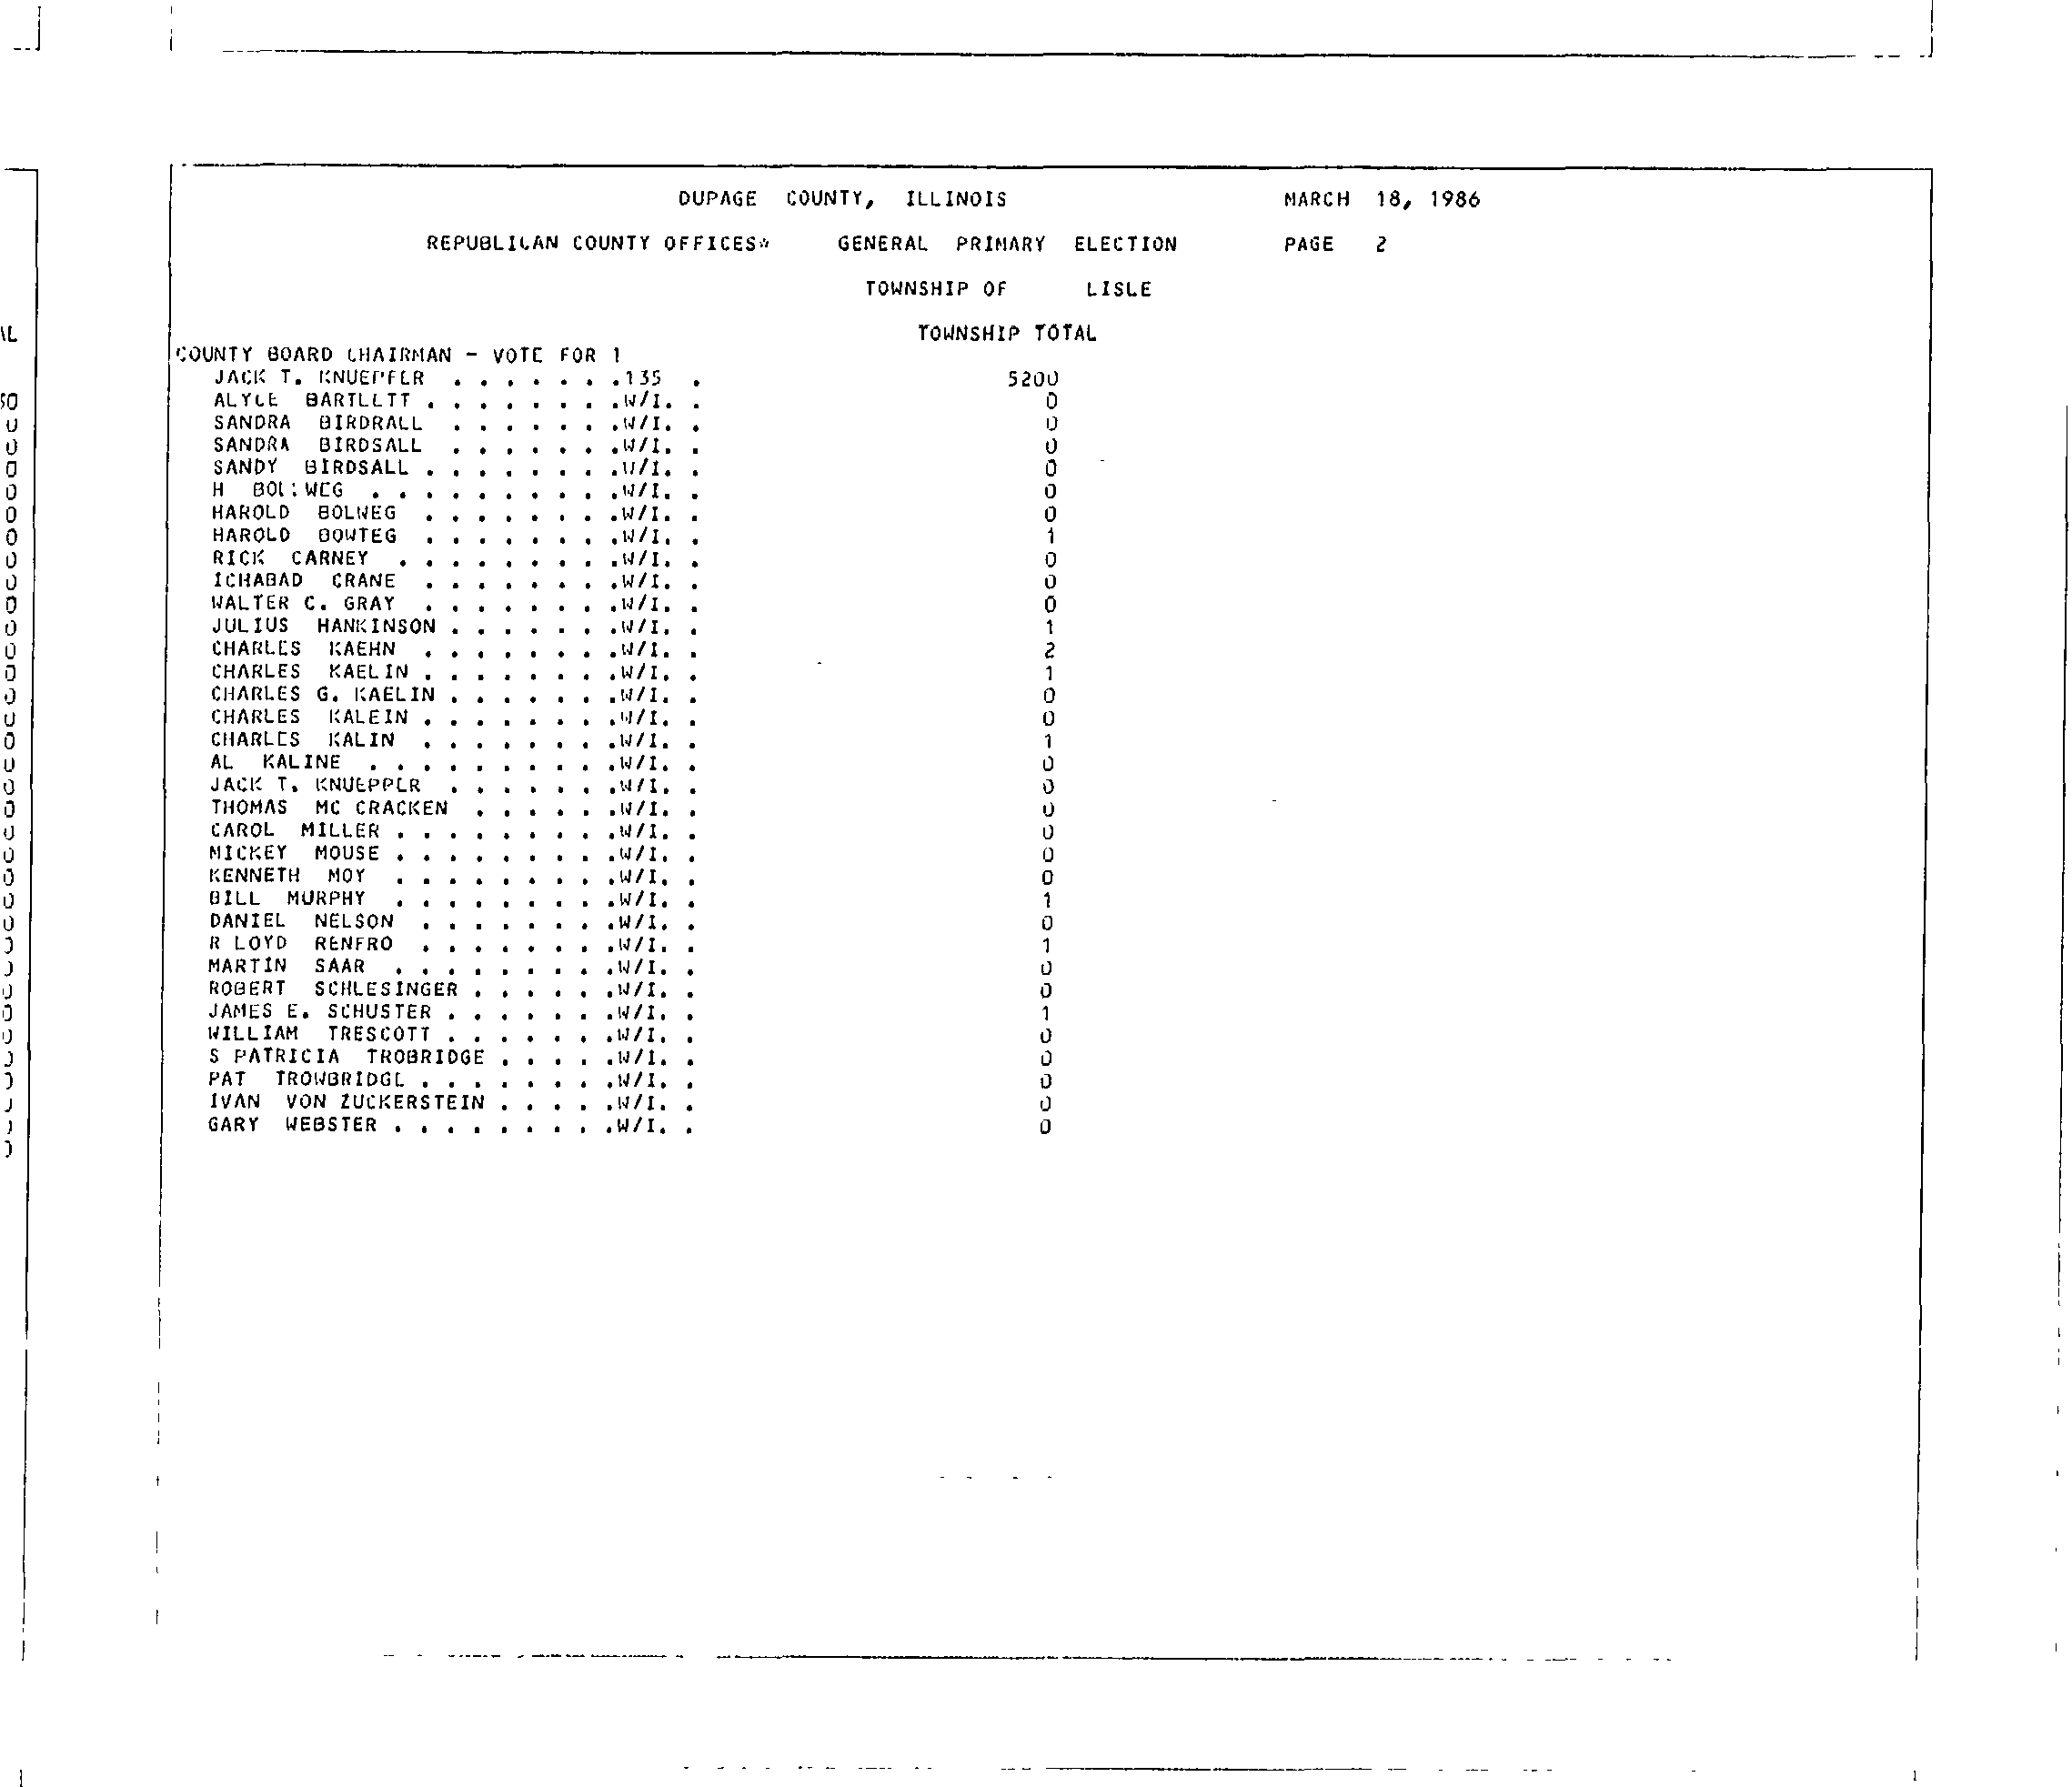 DUPAGE COUNTY, ILLINOIS MARCH 18, 1986
REPUBLICAN COUNTY OFFICES* GENERAL PRIMARY ELECTION PAGE 2
TOWNSHIP OF LISLE
TOWNSHIP TOTAL
COUNTY BOARD CHAIRMAN - VOTE FOR 1
JACK T. KNUEPFER . . . . . . .135 . 5200
ALYCE BARTLETT . . . . . . . .W/I. . 0
SANDRA BIRDRALL . . . . . . .W/I. . 0
SANDRA BIRDSALL . . . . . . .W/I. . 0
SANDY BIRDSALL . . . . . . . .W/I. . 0
H BOLLWEG . . . . . . . . . .W/I. . 0
HAROLD BOLWEG . . . . . . . .W/I. . 0
HAROLD BOWTEG . . . . . . . .W/I. . 1
RICK CARNEY . . . . . . . . .W/I. . 0
ICHABAD CRANE . . . . . . . .W/I. . 0
WALTER C. GRAY . . . . . . . .W/I. . 0
JULIUS HANKINSON . . . . . . .W/I. . 1
CHARLES KAEHN . . . . . . . .W/I. . 2
CHARLES KAELIN . . . . . . . .W/I. . 1
CHARLES G. KAELIN . . . . . . .W/I. . 0
CHARLES KALEIN . . . . . . . .W/I. . 0
CHARLES KALIN . . . . . . . .W/I. . 1
AL KALINE . . . . . . . . . .W/I. . 0
JACK T. KNUEPPER . . . . . . .W/I. . 0
THOMAS MC CRACKEN . . . . . .W/I. . 0
CAROL MILLER . . . . . . . . .W/I. . 0
MICKEY MOUSE . . . . . . . . .W/I. . 0
KENNETH MOY . . . . . . . . .W/I. . 0
BILL MURPHY . . . . . . . . .W/I. . 1
DANIEL NELSON . . . . . . . .W/I. . 0
R LOYD RENFRO . . . . . . . .W/I. . 1
MARTIN SAAR . . . . . . . . .W/I. . 0
ROBERT SCHLESINGER . . . . . .W/I. . 0
JAMES E. SCHUSTER . . . . . . .W/I. . 1
WILLIAM TRESCOTT . . . . . . .W/I. . 0
S PATRICIA TROBRIDGE . . . . .W/I. . 0
PAT TROWBRIDGE . . . . . . . .W/I. . 0
IVAN VON ZUCKERSTEIN . . . . .W/I. . 0
GARY WEBSTER . . . . . . . . .W/I. . 0